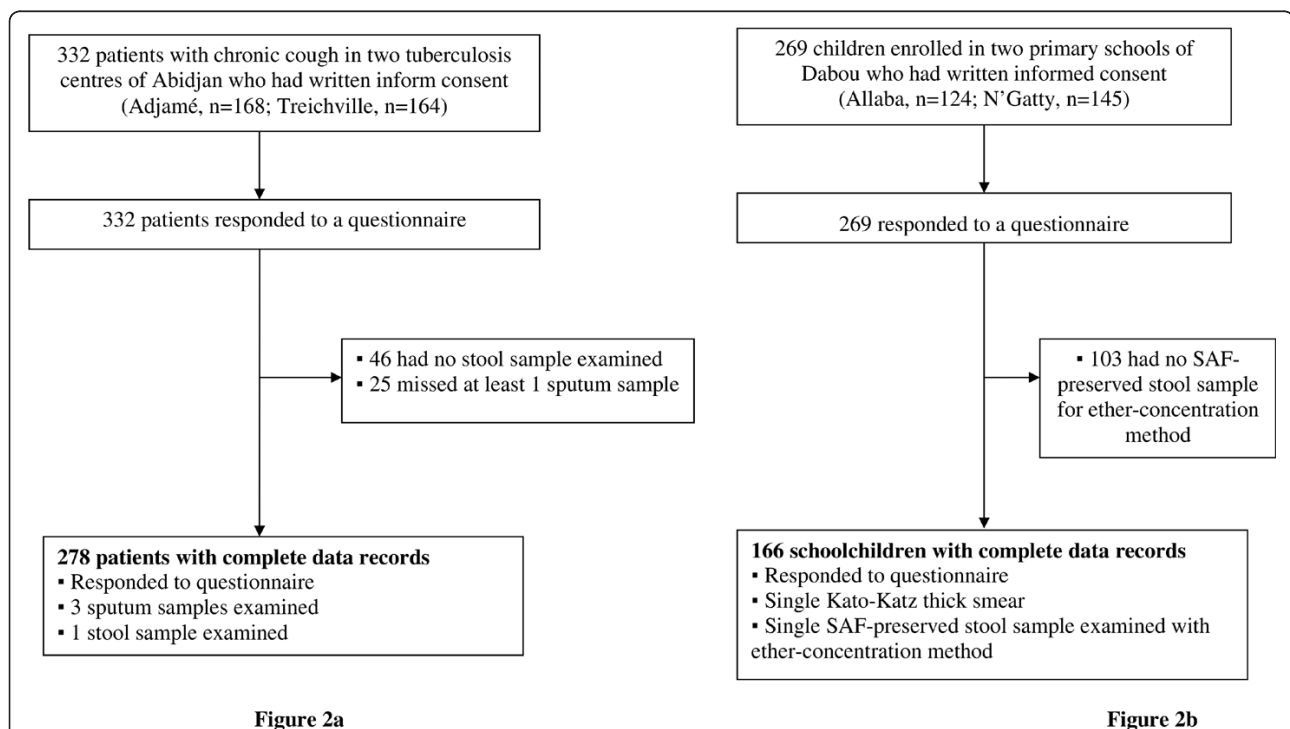 332 patients with chronic cough in two tuberculosis
centres of Abidjan who had written inform consent
(Adjamé, n=168; Treichville, n=164)
332 patients responded to a questionnaire
▪ 46 had no stool sample examined
▪ 25 missed at least 1 sputum sample
278 patients with complete data records
▪ Responded to questionnaire
▪ 3 sputum samples examined
▪ 1 stool sample examined
Figure 2a
269 children enrolled in two primary schools of
Dabou who had written informed consent
(Allaba, n=124; N'Gatty, n=145)
269 responded to a questionnaire
▪ 103 had no SAF-
preserved stool sample
for ether-concentration
method
166 schoolchildren with complete data records
▪ Responded to questionnaire
▪ Single Kato-Katz thick smear
▪ Single SAF-preserved stool sample examined with
ether-concentration method
Figure 2b